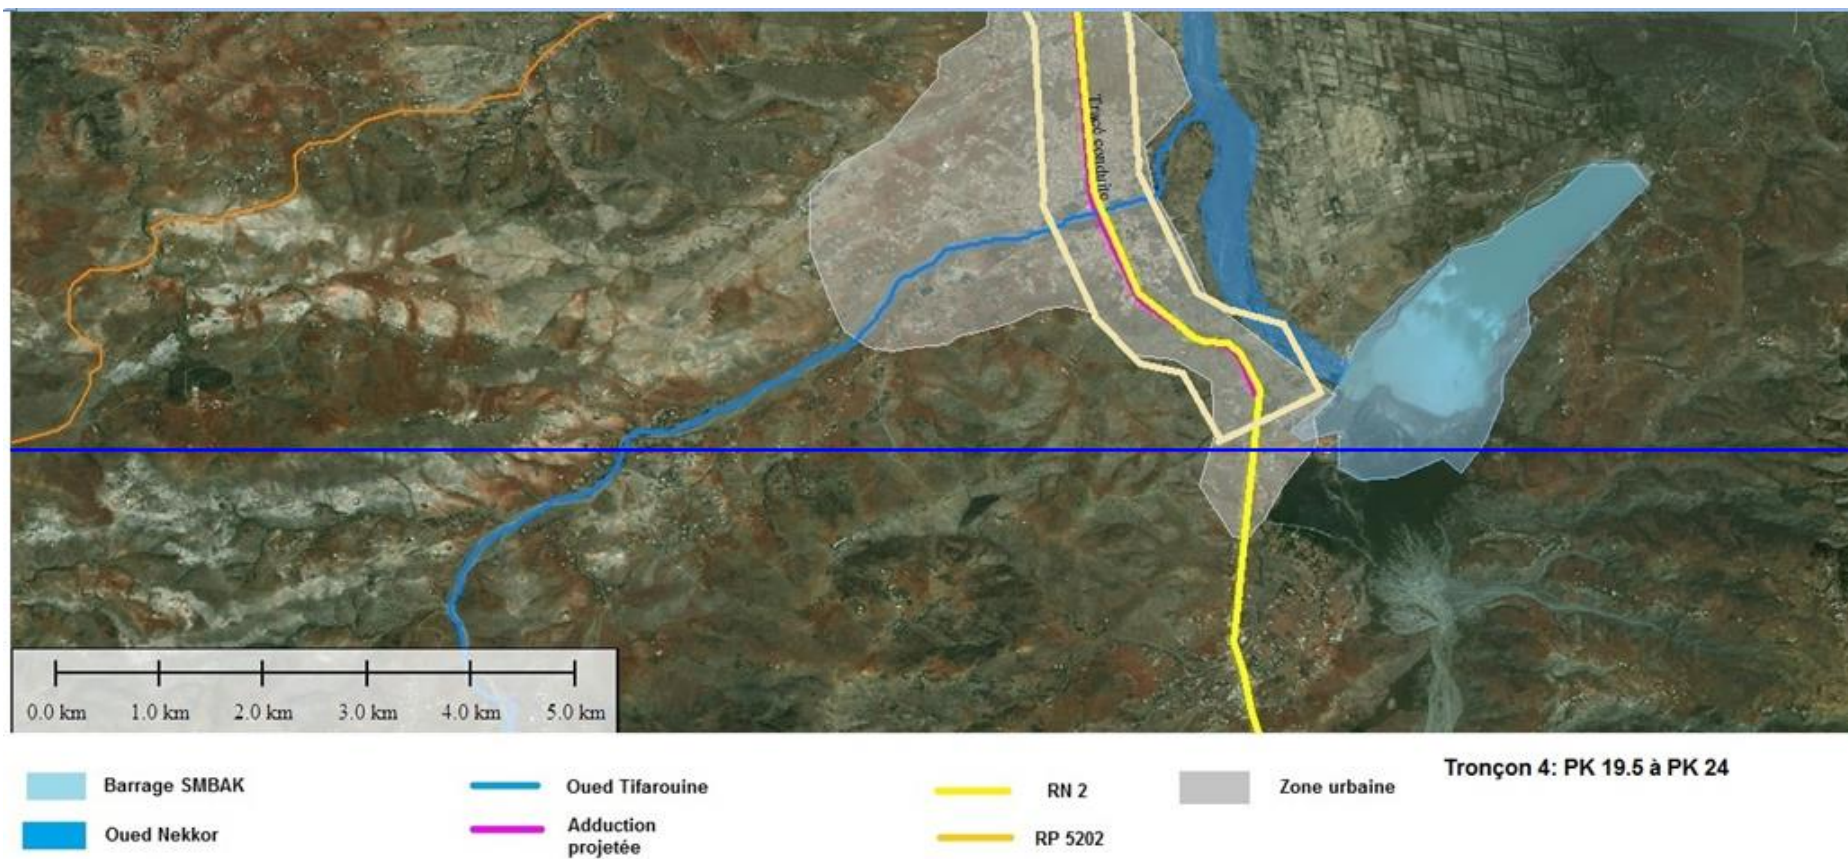 Tracé conduite
0.0 km 1.0 km 2.0 km 3.0 km 4.0 km 5.0 km
Barrage SMBAK
Oued Nekkor
Oued Tifarouine
Adduction
projetée
RN 2
RP 5202
Zone urbaine
Tronçon 4: PK 19.5 à PK 24